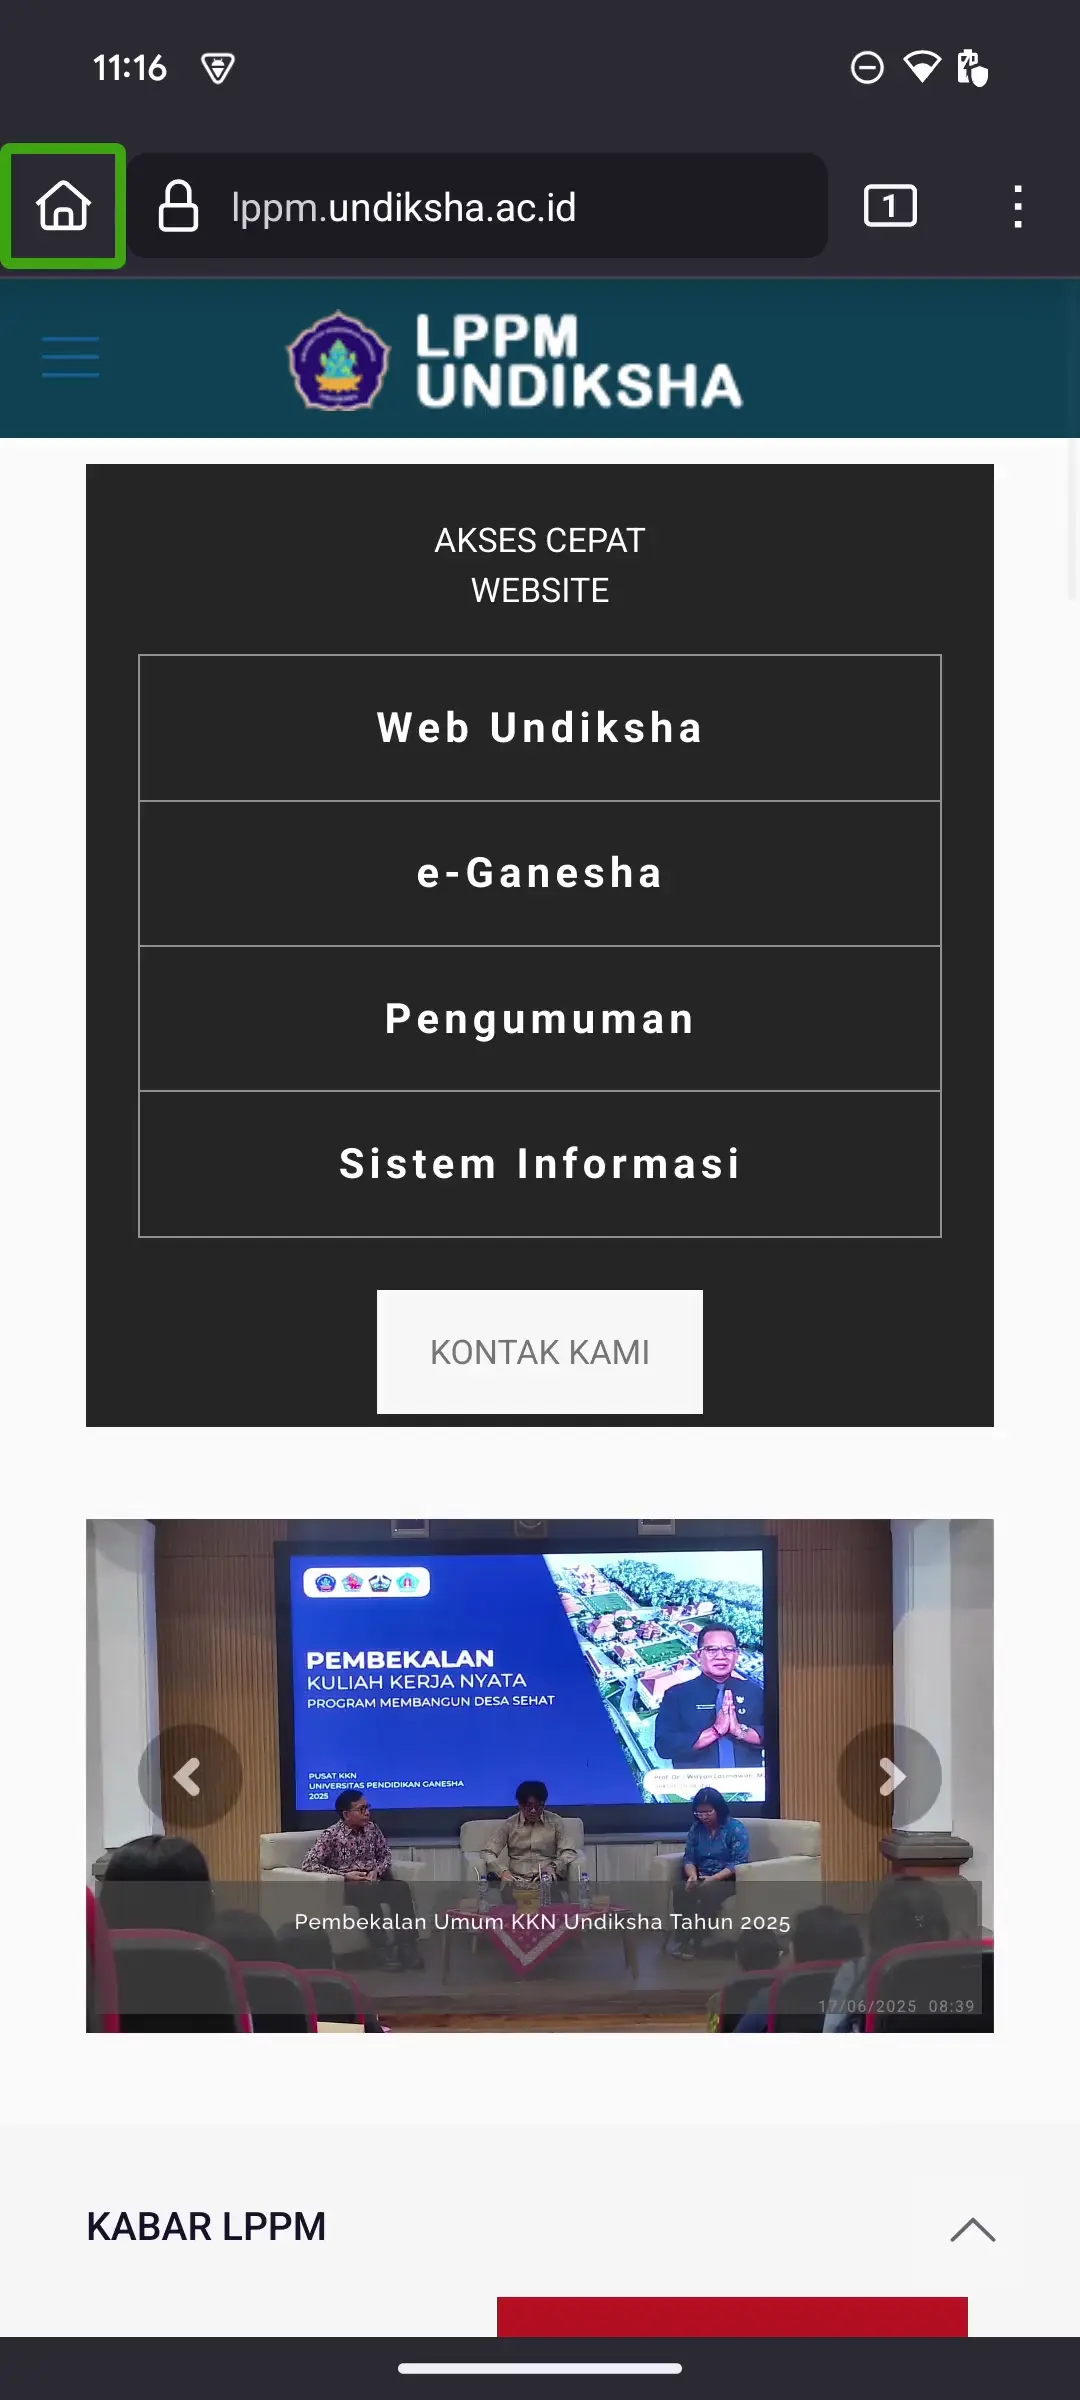 11:16
lppm.undiksha.ac.id
1
LPPM
UNDIKSHA
AKSES CEPAT
WEBSITE
Web Undiksha
e-Ganesha
Pengumuman
Sistem Informasi
KONTAK KAMI
PEMBEKALAN
KULIAH KERJA NYATA
PROGRAM MEMBANGUN DESA SEHAT
PUSAT KKN
UNIVERSITAS PENDIDIKAN GANESHA
2025
Pembekalan Umum KKN Undiksha Tahun 2025
17/06/2025 08:39
KABAR LPPM